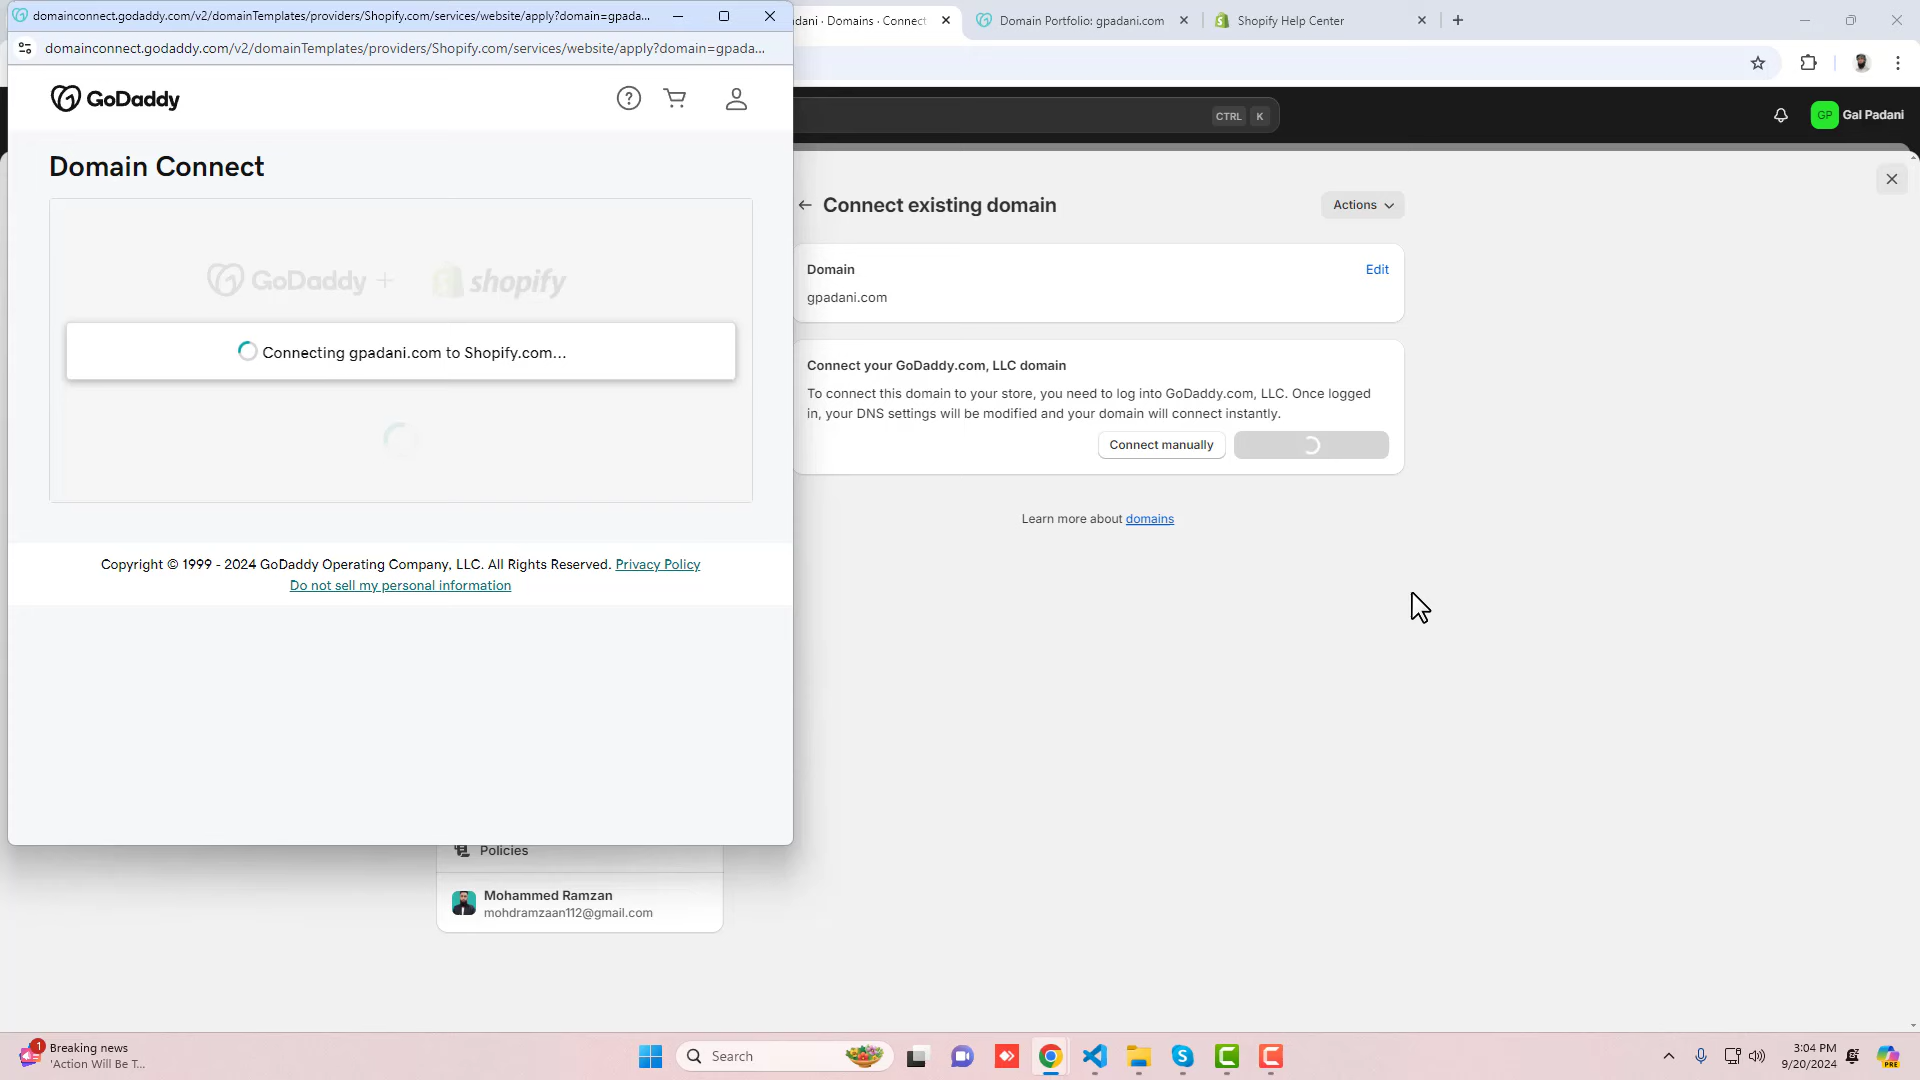 domainconnect.godaddy.com/v2/domainTemplates/providers/Shopify.com/services/website/apply?domain=gpada...
dani · Domains · Connect
Domain Portfolio: gpadani.com
Shopify Help Center
domainconnect.godaddy.com/v2/domainTemplates/providers/Shopify.com/services/website/apply?domain=gpada...
GoDaddy
CTRL K
GP Gal Padani
Domain Connect
Connect existing domain
Actions
GoDaddy + shopify
Domain
Edit
gpadani.com
Connecting gpadani.com to Shopify.com...
Connect your GoDaddy.com, LLC domain
To connect this domain to your store, you need to log into GoDaddy.com, LLC. Once logged
in, your DNS settings will be modified and your domain will connect instantly.
Connect manually
Learn more about domains
Copyright © 1999 - 2024 GoDaddy Operating Company, LLC. All Rights Reserved. Privacy Policy
Do not sell my personal information
Policies
Mohammed Ramzan
mohdramzaan112@gmail.com
1
Breaking news
'Action Will Be T...
Search
3:04 PM
9/20/2024
PRE